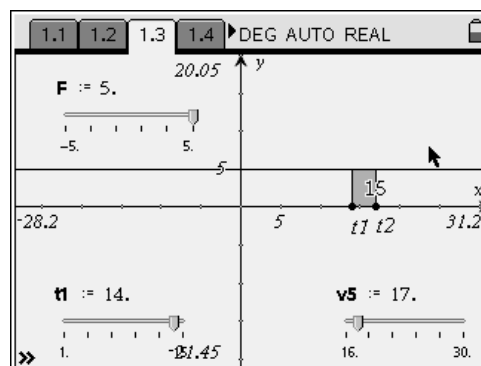 1.1 1.2 1.3 1.4 DEG AUTO REAL
20.05 y
F := 5.
-5. 5.
5
15 x
-28.2 5 t1 t2 31.2
t1 := 14. v5 := 17.
1. 16. 30.